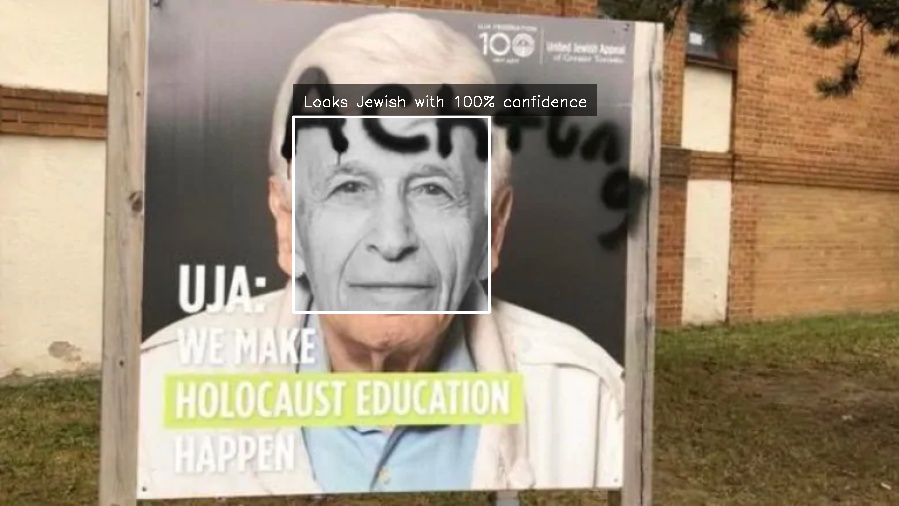 UJA FEDERATION
100
United Jewish Appeal
of Greater Toronto
Looks Jewish with 100% confidence
Achtung
UJA:
WE MAKE
HOLOCAUST EDUCATION
HAPPEN